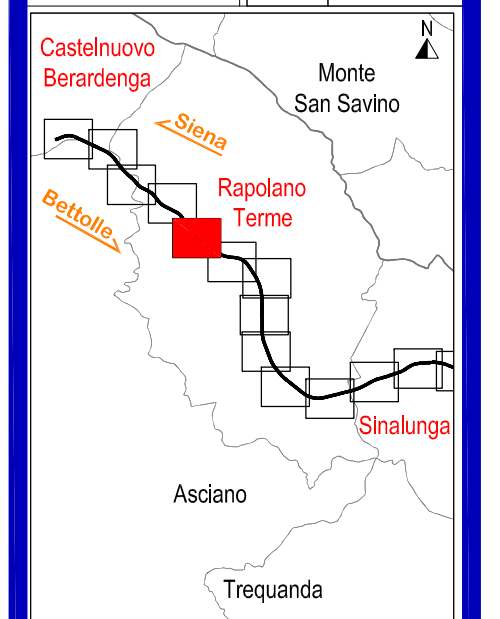 N
Castelnuovo
Berardenga
Monte
San Savino
Siena
Rapolano
Terme
Bettolle
Sinalunga
Asciano
Trequanda